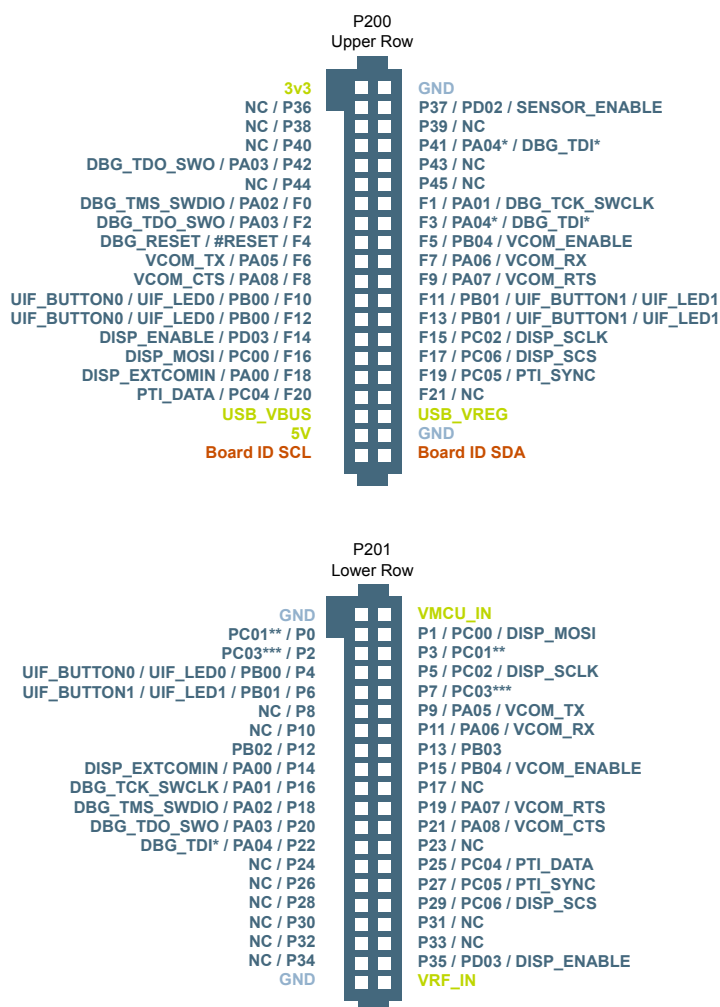 P200
Upper Row
3v3 GND
NC / P36 P37 / PD02 / SENSOR_ENABLE
NC / P38 P39 / NC
NC / P40 P41 / PA04* / DBG_TDI*
DBG_TDO_SWO / PA03 / P42 P43 / NC
NC / P44 P45 / NC
DBG_TMS_SWDIO / PA02 / F0 F1 / PA01 / DBG_TCK_SWCLK
DBG_TDO_SWO / PA03 / F2 F3 / PA04* / DBG_TDI*
DBG_RESET / #RESET / F4 F5 / PB04 / VCOM_ENABLE
VCOM_TX / PA05 / F6 F7 / PA06 / VCOM_RX
VCOM_CTS / PA08 / F8 F9 / PA07 / VCOM_RTS
UIF_BUTTON0 / UIF_LED0 / PB00 / F10 F11 / PB01 / UIF_BUTTON1 / UIF_LED1
UIF_BUTTON0 / UIF_LED0 / PB00 / F12 F13 / PB01 / UIF_BUTTON1 / UIF_LED1
DISP_ENABLE / PD03 / F14 F15 / PC02 / DISP_SCLK
DISP_MOSI / PC00 / F16 F17 / PC06 / DISP_SCS
DISP_EXTCOMIN / PA00 / F18 F19 / PC05 / PTI_SYNC
PTI_DATA / PC04 / F20 F21 / NC
USB_VBUS USB_VREG
5V GND
Board ID SCL Board ID SDA
P201
Lower Row
GND VMCU_IN
PC01** / P0 P1 / PC00 / DISP_MOSI
PC03*** / P2 P3 / PC01**
UIF_BUTTON0 / UIF_LED0 / PB00 / P4 P5 / PC02 / DISP_SCLK
UIF_BUTTON1 / UIF_LED1 / PB01 / P6 P7 / PC03***
NC / P8 P9 / PA05 / VCOM_TX
NC / P10 P11 / PA06 / VCOM_RX
PB02 / P12 P13 / PB03
DISP_EXTCOMIN / PA00 / P14 P15 / PB04 / VCOM_ENABLE
DBG_TCK_SWCLK / PA01 / P16 P17 / NC
DBG_TMS_SWDIO / PA02 / P18 P19 / PA07 / VCOM_RTS
DBG_TDO_SWO / PA03 / P20 P21 / PA08 / VCOM_CTS
DBG_TDI* / PA04 / P22 P23 / NC
NC / P24 P25 / PC04 / PTI_DATA
NC / P26 P27 / PC05 / PTI_SYNC
NC / P28 P29 / PC06 / DISP_SCS
NC / P30 P31 / NC
NC / P32 P33 / NC
NC / P34 P35 / PD03 / DISP_ENABLE
GND VRF_IN